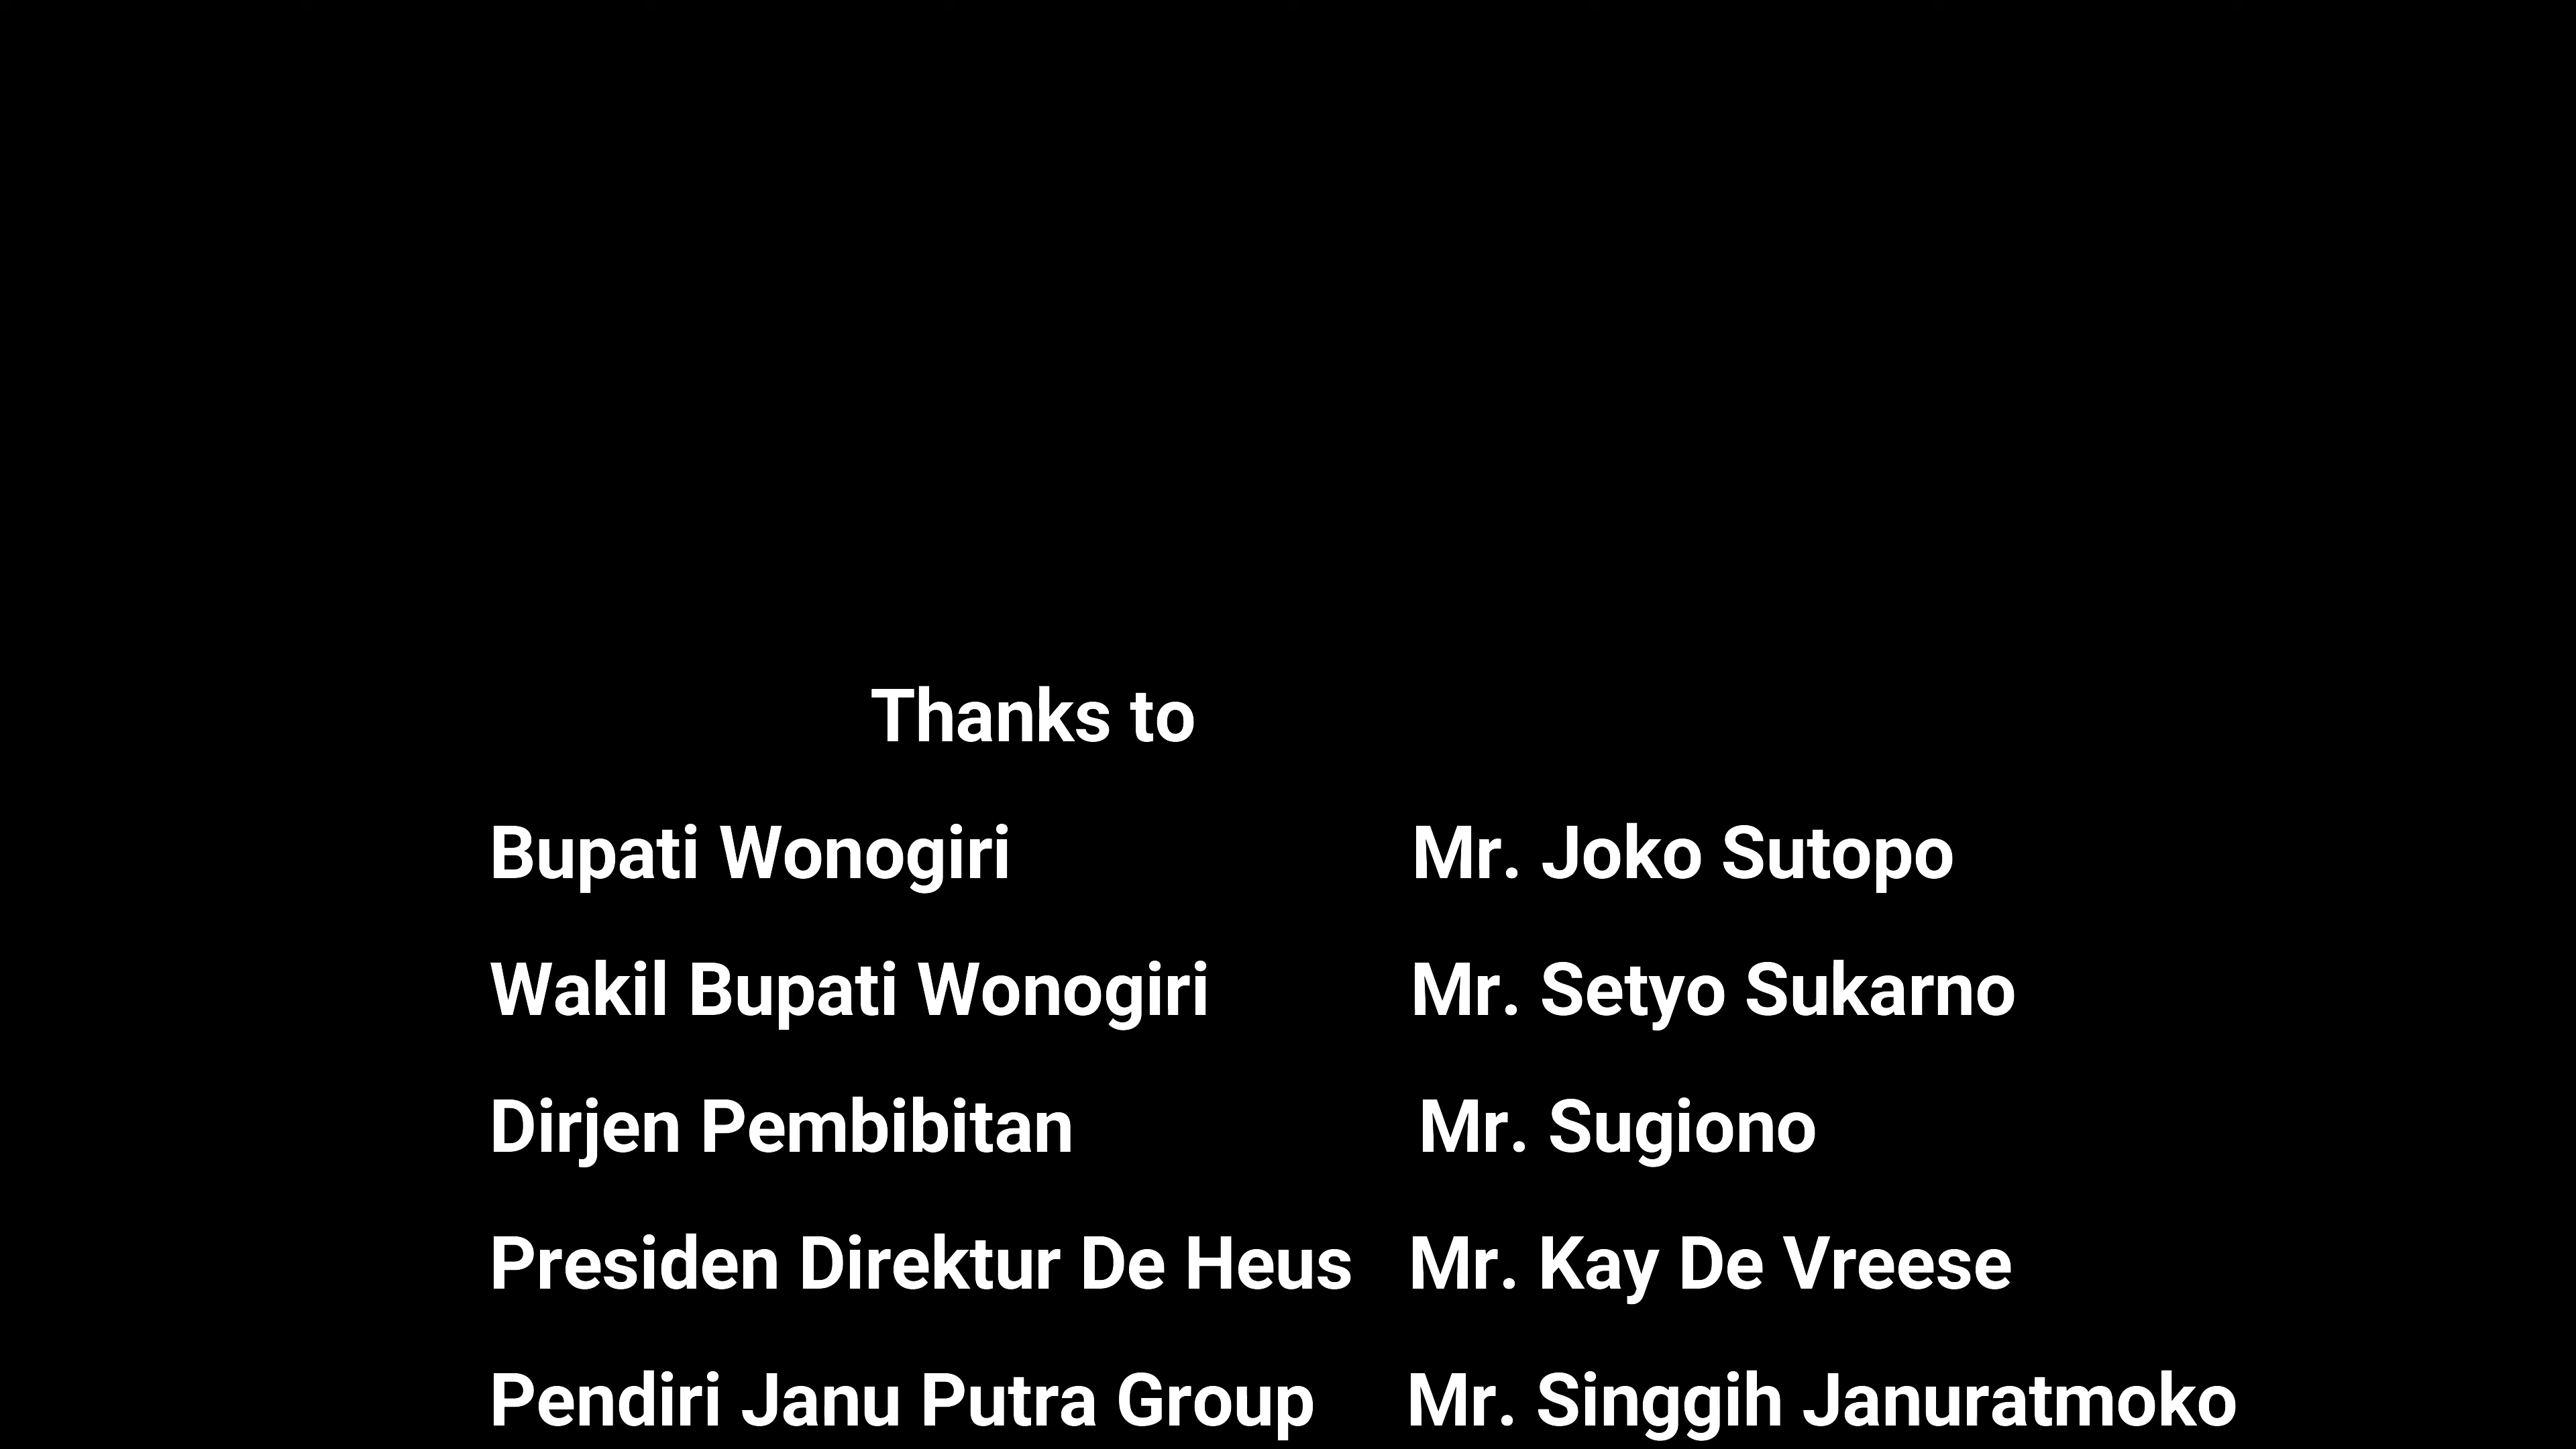 Thanks to
Bupati Wonogiri Mr. Joko Sutopo
Wakil Bupati Wonogiri Mr. Setyo Sukarno
Dirjen Pembibitan Mr. Sugiono
Presiden Direktur De Heus Mr. Kay De Vreese
Pendiri Janu Putra Group Mr. Singgih Januratmoko